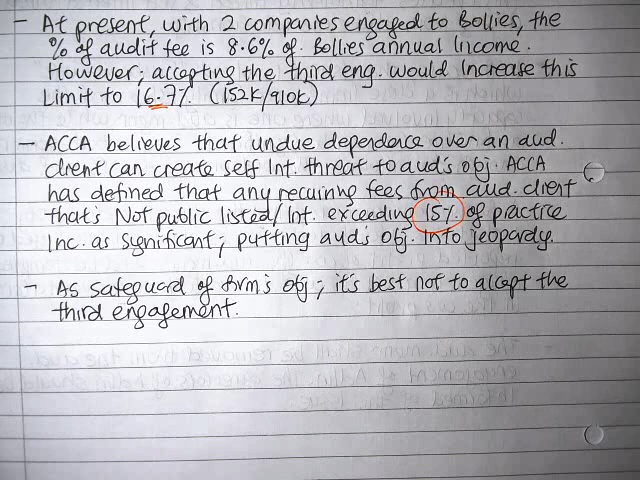 - At present, with 2 companies engaged to Bollies, the
% of audit fee is 8.6% of. Bollies annual Income.
However; accepting the third eng. would increase this
Limit to 16.7%. (152k/910k)
- ACCA believes that undue dependence over an aud.
client can create self Int. threat to aud's obj. ACCA
has defined that any recuring fees from aud. client
that's Not public listed/Int. exceeding 15% of practice
Inc. as significant; putting aud's obj. into jeopardy.
- As safeguard of firm's obj; it's best not to accept the
third engagement.